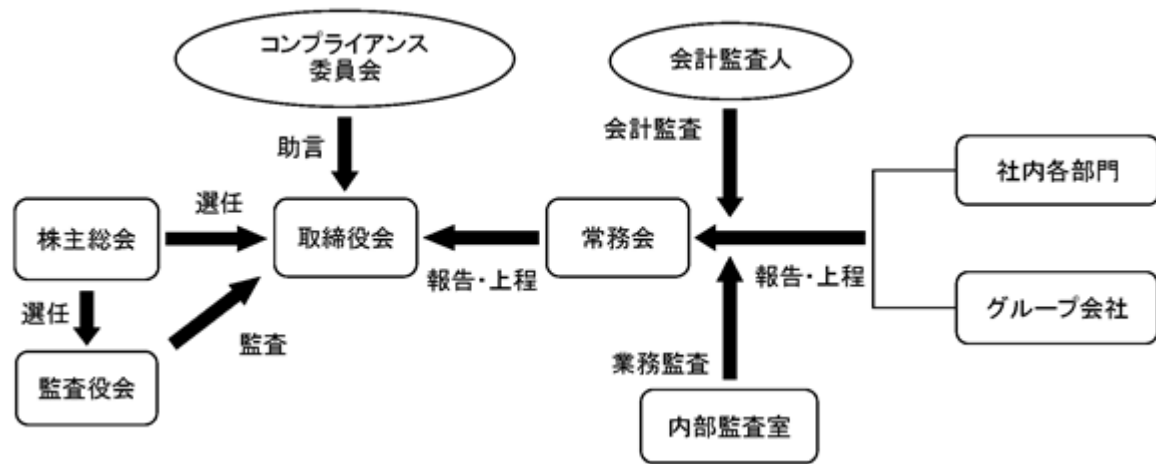 コンプライアンス
委員会
会計監査人
助言
会計監査
社内各部門
選任
株主総会
取締役会
常務会
報告・上程
報告・上程
選任
監査
グループ会社
業務監査
監査役会
内部監査室